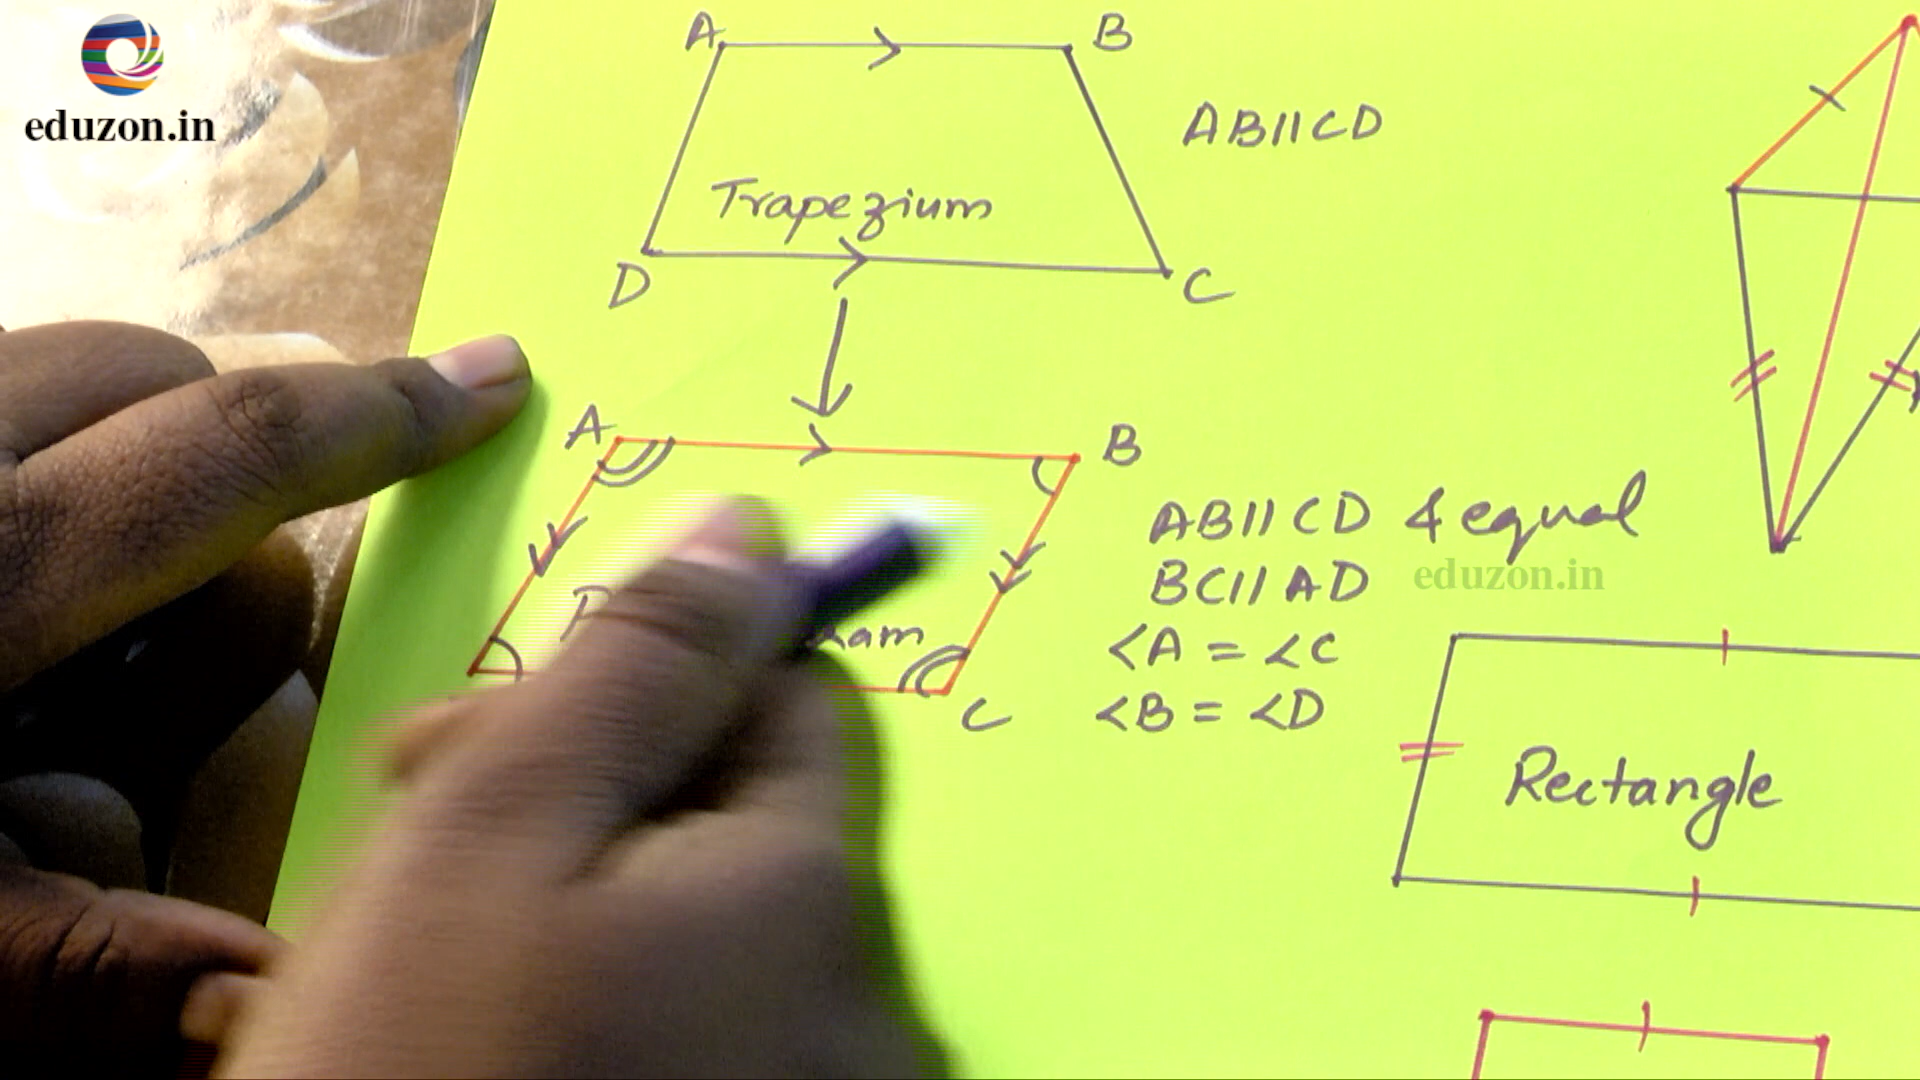 eduzon.in
A
B
AB||CD
Trapezium
D
C
A
B
AB||CD & equal
BC||AD
eduzon.in
∠A = ∠C
∠B = ∠D
C
Rectangle